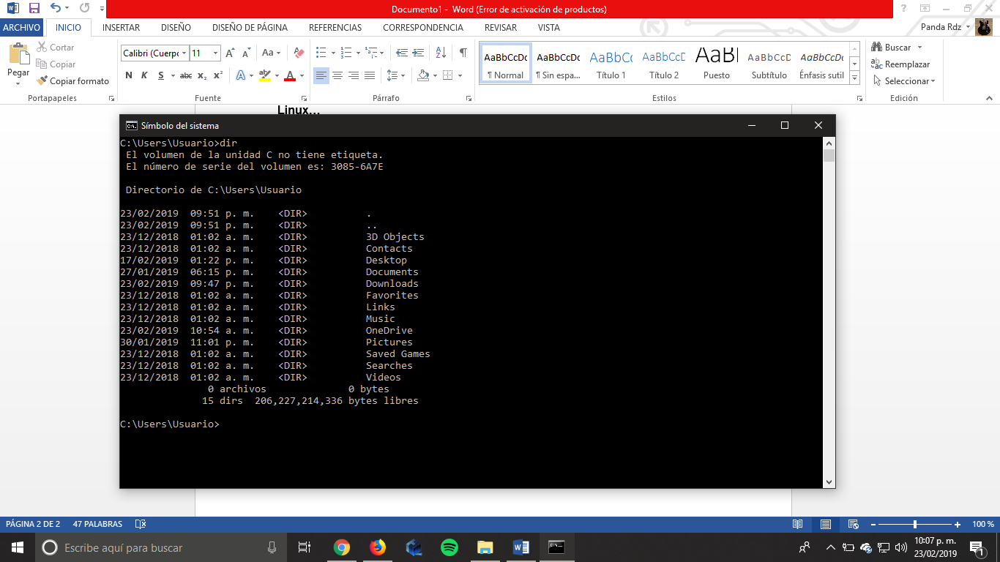 Documento1 - Word (Error de activación de productos)
ARCHIVO INICIO INSERTAR DISEÑO DISEÑO DE PÁGINA REFERENCIAS CORRESPONDENCIA REVISAR VISTA Panda Rdz
Pegar
Cortar
Copiar
Copiar formato
Portapapeles
Calibri (Cuerpo 11
N K S abc x₂ x²
Fuente
Párrafo
AaBbCcDc AaBbCcDc AaBbCc AaBbCcD AaBl AaBbCcD AaBbCcDc
¶ Normal ¶ Sin espa... Título 1 Título 2 Puesto Subtítulo Énfasis sutil
Estilos
Buscar
Reemplazar
Seleccionar
Edición
Linux...
Símbolo del sistema
C:\Users\Usuario>dir
El volumen de la unidad C no tiene etiqueta.
El número de serie del volumen es: 3085-6A7E
Directorio de C:\Users\Usuario
23/02/2019 09:51 p. m. <DIR> .
23/02/2019 09:51 p. m. <DIR> ..
23/12/2018 01:02 a. m. <DIR> 3D Objects
23/12/2018 01:02 a. m. <DIR> Contacts
17/02/2019 01:22 p. m. <DIR> Desktop
27/01/2019 06:15 p. m. <DIR> Documents
23/02/2019 09:47 p. m. <DIR> Downloads
23/12/2018 01:02 a. m. <DIR> Favorites
23/12/2018 01:02 a. m. <DIR> Links
23/12/2018 01:02 a. m. <DIR> Music
23/02/2019 10:54 a. m. <DIR> OneDrive
30/01/2019 11:01 p. m. <DIR> Pictures
23/12/2018 01:02 a. m. <DIR> Saved Games
23/12/2018 01:02 a. m. <DIR> Searches
23/12/2018 01:02 a. m. <DIR> Videos
0 archivos 0 bytes
15 dirs 206,227,214,336 bytes libres
C:\Users\Usuario>
PÁGINA 2 DE 2 47 PALABRAS 100 %
Escribe aquí para buscar
10:07 p. m.
23/02/2019
1